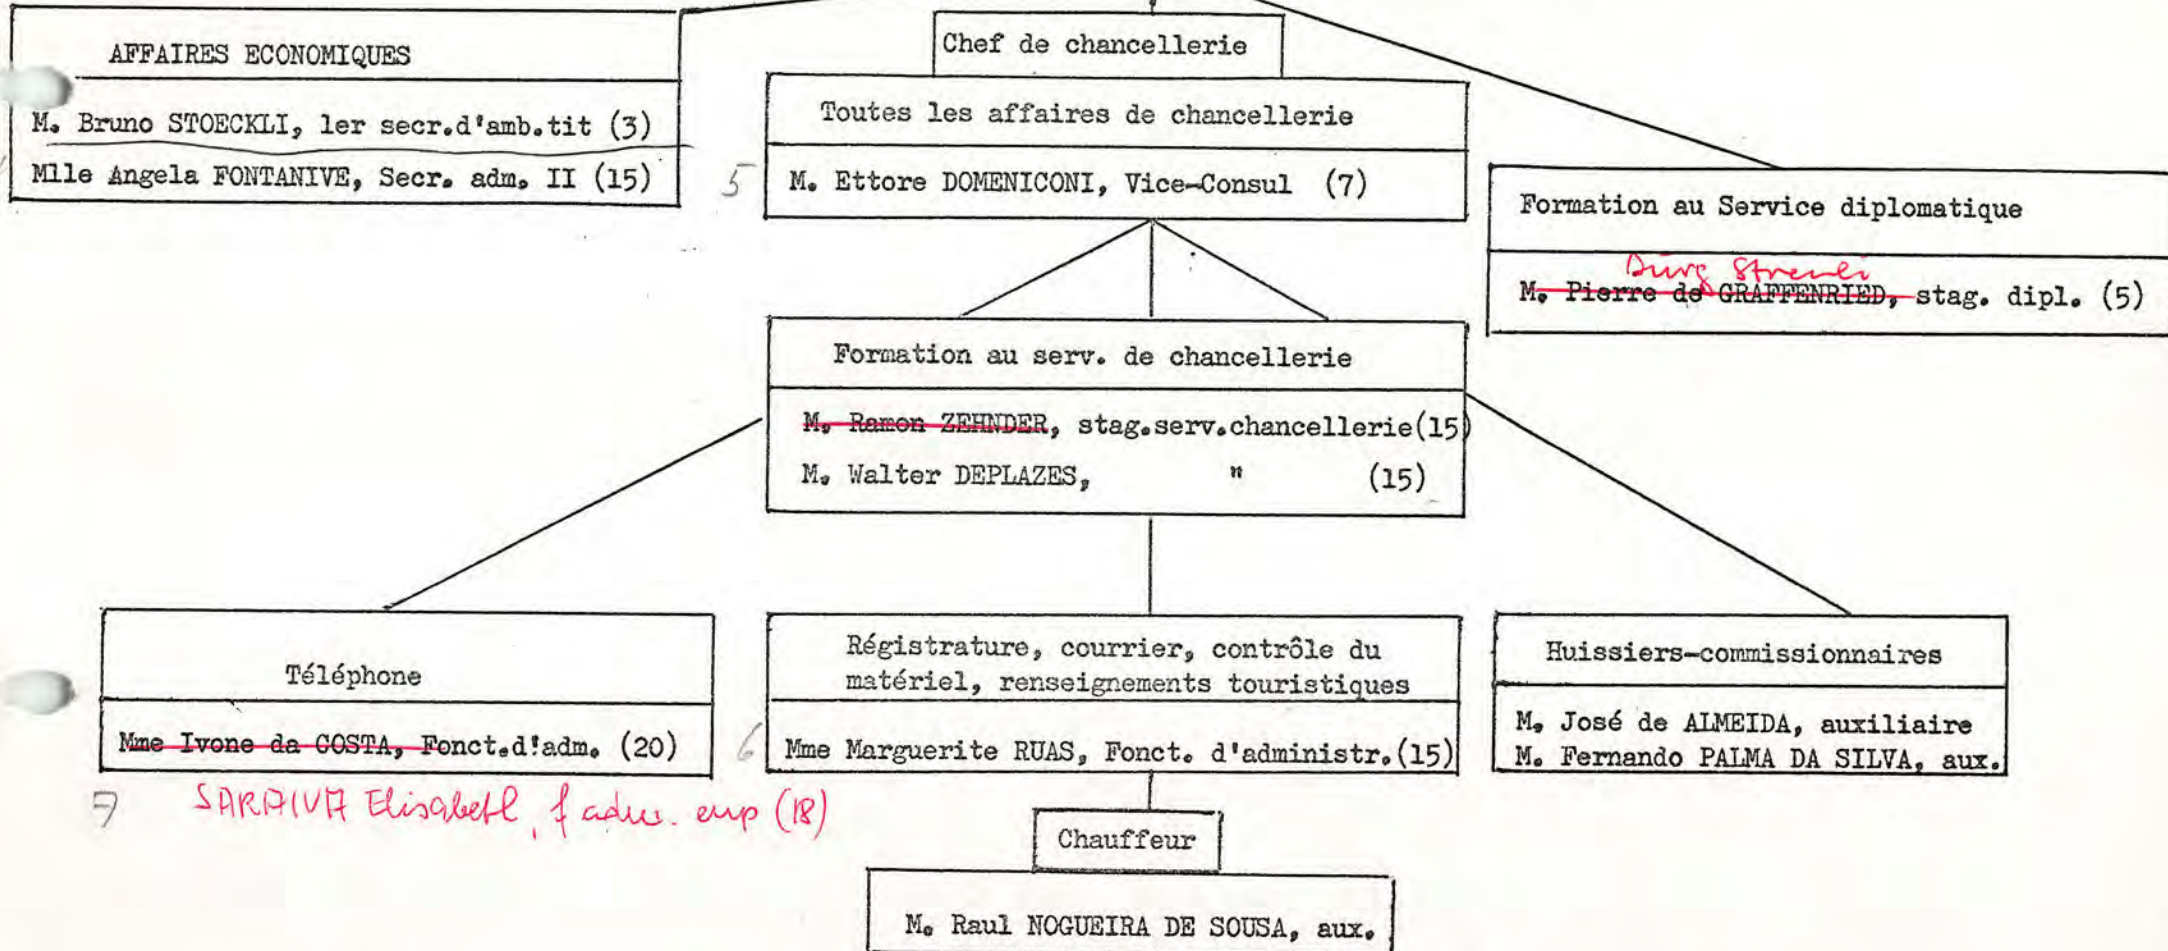 AFFAIRES ECONOMIQUES
M. Bruno STOECKLI, 1er secr.d'amb.tit (3)
Mlle Angela FONTANIVE, Secr. adm. II (15)
Chef de chancellerie
Toutes les affaires de chancellerie
5 M. Ettore DOMENICONI, Vice-Consul (7)
Formation au Service diplomatique
Streuli
M. Pierre de GRAFFENRIED, stag. dipl. (5)
Formation au serv. de chancellerie
M. Ramon ZEHNDER, stag.serv.chancellerie(15)
M. Walter DEPLAZES, " (15)
Téléphone
Mme Ivone da COSTA, Fonct.d'adm. (20)
7 SARAIVA Elisabeth, f (18)
Régistrature, courrier, contrôle du
matériel, renseignements touristiques
6 Mme Marguerite RUAS, Fonct. d'administr.(15)
Huissiers-commissionnaires
M. José de ALMEIDA, auxiliaire
M. Fernando PALMA DA SILVA, aux.
Chauffeur
M. Raul NOGUEIRA DE SOUSA, aux.